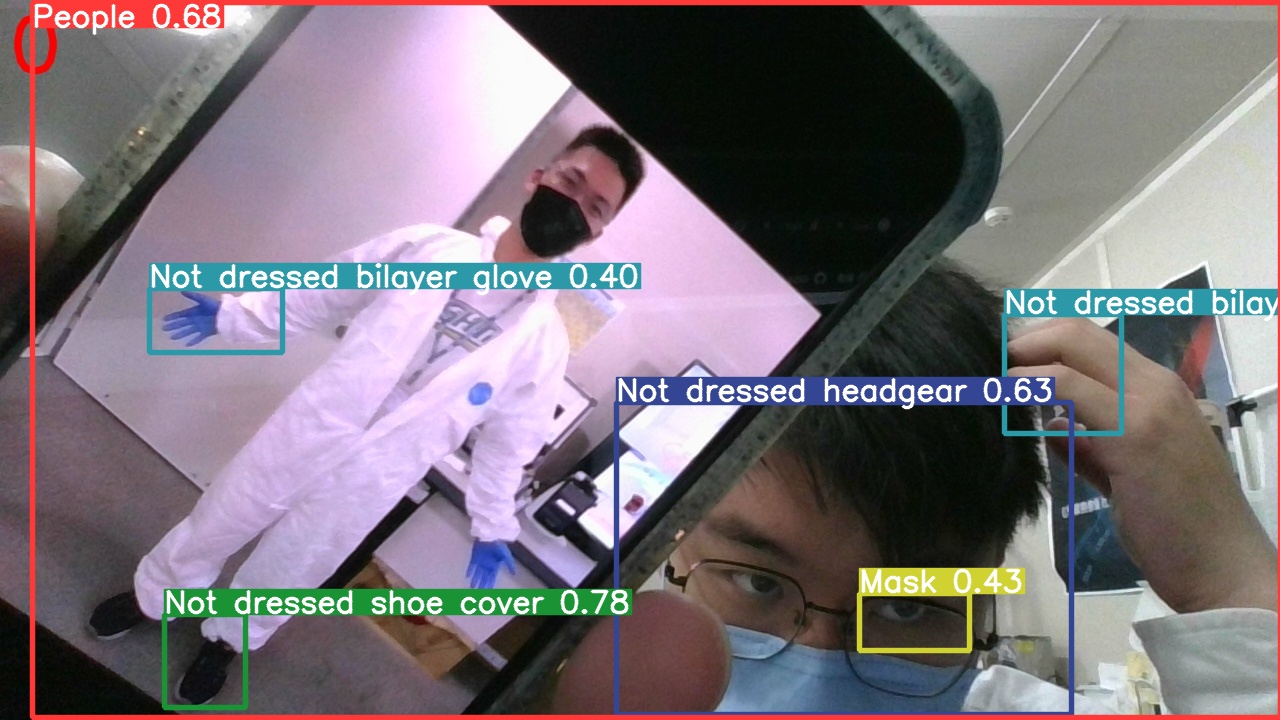 People 0.68
0
Not dressed bilayer glove 0.40
Not dressed bilay
Not dressed headgear 0.63
Mask 0.43
Not dressed shoe cover 0.78